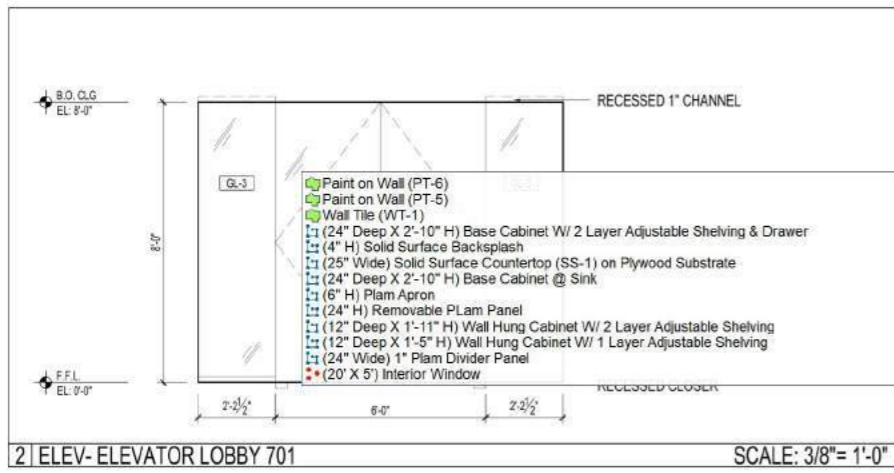 B.O. CLG
EL: 8'-0"
RECESSED 1" CHANNEL
GL-3
Paint on Wall (PT-6)
Paint on Wall (PT-5)
Wall Tile (WT-1)
(24" Deep X 2'-10" H) Base Cabinet W/ 2 Layer Adjustable Shelving & Drawer
(4" H) Solid Surface Backsplash
(25" Wide) Solid Surface Countertop (SS-1) on Plywood Substrate
(24" Deep X 2'-10" H) Base Cabinet @ Sink
(6" H) Plam Apron
(24" H) Removable PLam Panel
(12" Deep X 1'-11" H) Wall Hung Cabinet W/ 2 Layer Adjustable Shelving
(12" Deep X 1'-5" H) Wall Hung Cabinet W/ 1 Layer Adjustable Shelving
(24" Wide) 1" Plam Divider Panel
(20' X 5') Interior Window
8'-0"
F.F.L.
EL: 0'-0"
RECESSED CLOSER
2'-2½"
6'-0"
2'-2½"
2 ELEV- ELEVATOR LOBBY 701
SCALE: 3/8"= 1'-0"